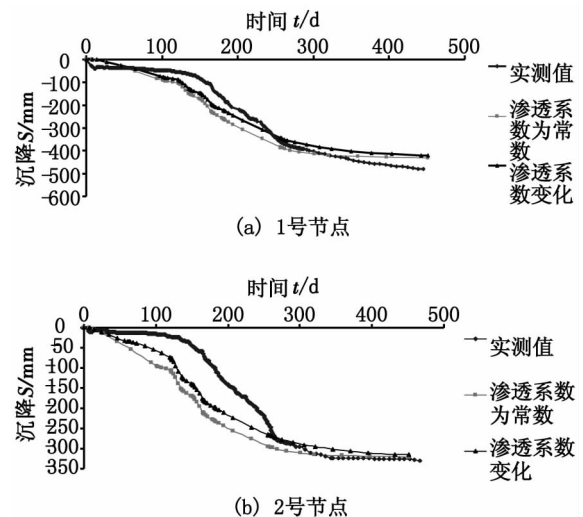 时间 t/d
0 100 200 300 400 500
0
-100
-200
-300
-400
-500
-600
沉降S/mm
实测值
渗透系
数为常
数
渗透系
数变化
(a) 1号节点
时间 t/d
0 100 200 300 400 500
0
50
100
150
200
250
300
350
沉降S/mm
实测值
渗透系数
为常数
渗透系数
变化
(b) 2号节点